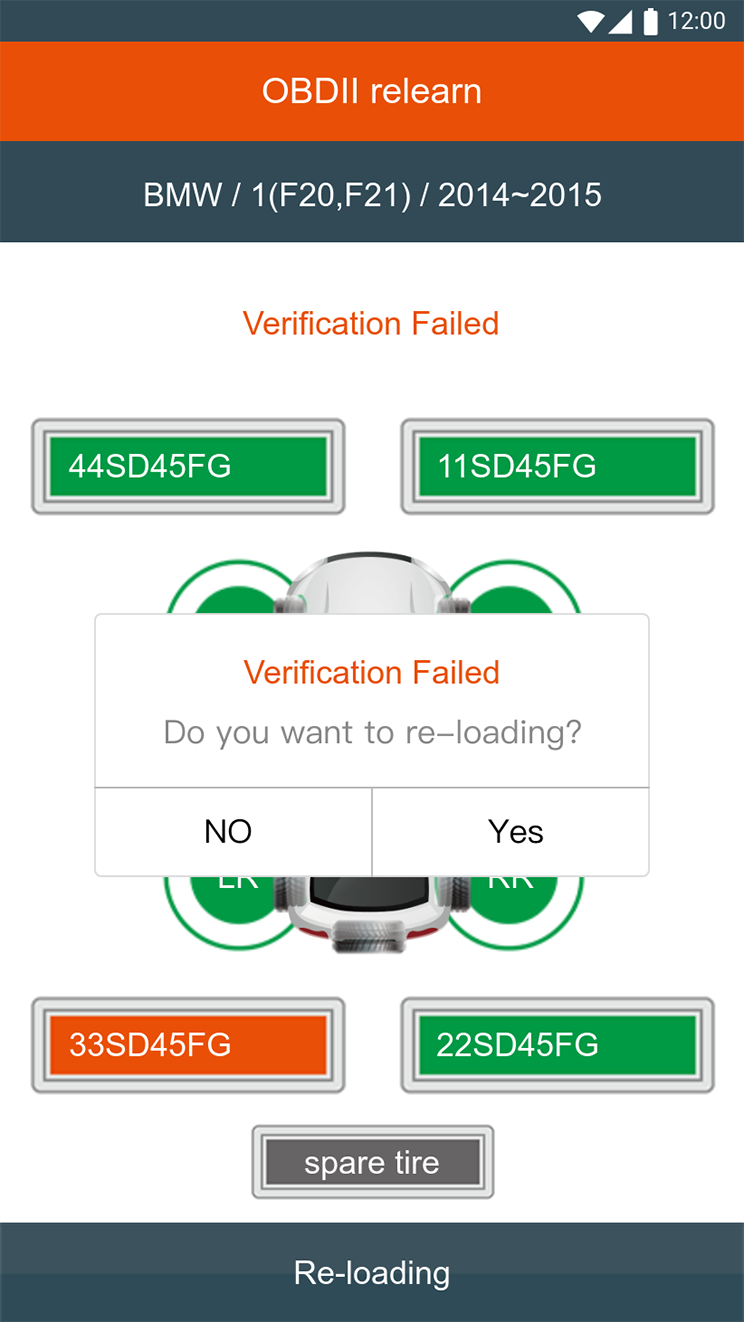 12:00
OBDII relearn
BMW / 1(F20,F21) / 2014~2015
Verification Failed
44SD45FG
11SD45FG
Verification Failed
Do you want to re-loading?
NO
Yes
LR
RR
33SD45FG
22SD45FG
spare tire
Re-loading